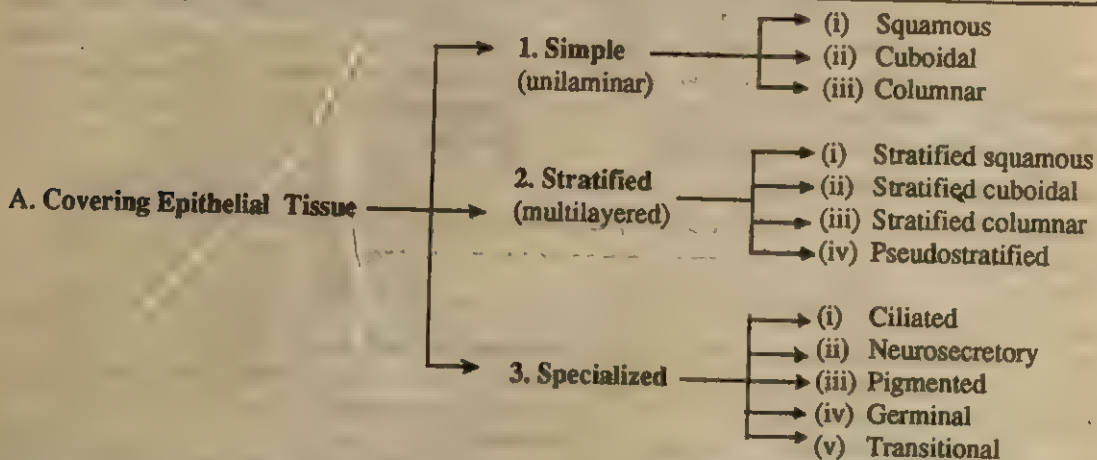 1. Simple
(unilaminar)
(i) Squamous
(ii) Cuboidal
(iii) Columnar
A. Covering Epithelial Tissue
2. Stratified
(multilayered)
(i) Stratified squamous
(ii) Stratified cuboidal
(iii) Stratified columnar
(iv) Pseudostratified
3. Specialized
(i) Ciliated
(ii) Neurosecretory
(iii) Pigmented
(iv) Germinal
(v) Transitional